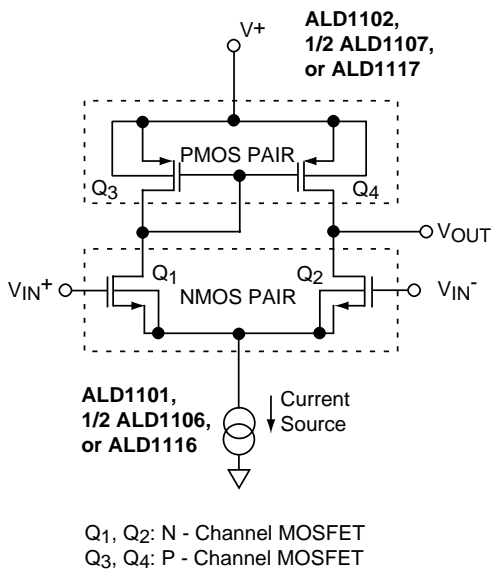 V+
ALD1102,
1/2 ALD1107,
or ALD1117
PMOS PAIR
Q3
Q4
VOUT
Q1
Q2
VIN+
NMOS PAIR
VIN-
ALD1101,
1/2 ALD1106,
or ALD1116
Current
Source
Q1, Q2: N - Channel MOSFET
Q3, Q4: P - Channel MOSFET